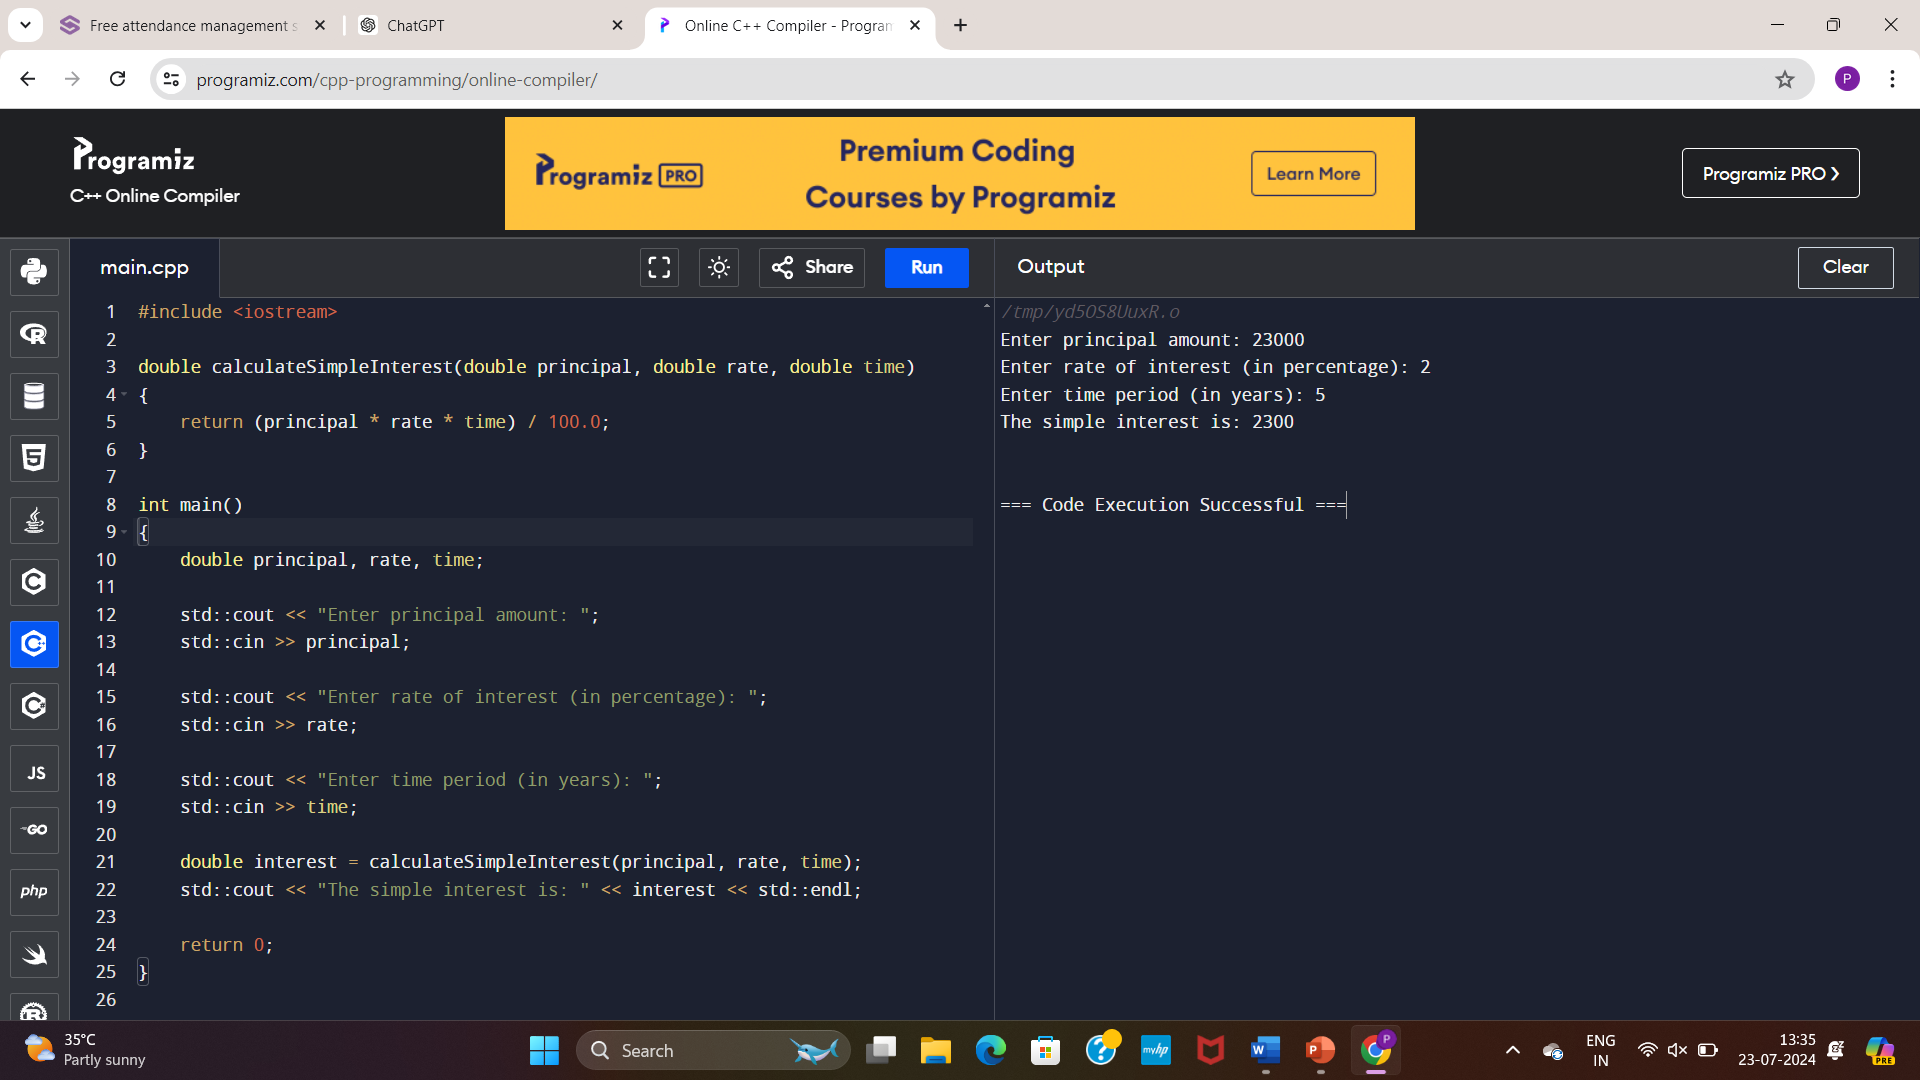 Free attendance management s
ChatGPT
Online C++ Compiler - Program
programiz.com/cpp-programming/online-compiler/
P
Programiz
C++ Online Compiler
Programiz PRO
Premium Coding
Courses by Programiz
Learn More
Programiz PRO
main.cpp
Share
Run
Output
Clear
1 #include <iostream>
2
3 double calculateSimpleInterest(double principal, double rate, double time)
4 {
5     return (principal * rate * time) / 100.0;
6 }
7
8 int main()
9 {
10     double principal, rate, time;
11
12     std::cout << "Enter principal amount: ";
13     std::cin >> principal;
14
15     std::cout << "Enter rate of interest (in percentage): ";
16     std::cin >> rate;
17
18     std::cout << "Enter time period (in years): ";
19     std::cin >> time;
20
21     double interest = calculateSimpleInterest(principal, rate, time);
22     std::cout << "The simple interest is: " << interest << std::endl;
23
24     return 0;
25 }
26
/tmp/yd5OS8UuxR.o
Enter principal amount: 23000
Enter rate of interest (in percentage): 2
Enter time period (in years): 5
The simple interest is: 2300
=== Code Execution Successful ===
R
5
C
C
C
JS
GO
php
35°C
Partly sunny
Search
myhp
W
P
P
ENG
IN
13:35
23-07-2024
PRE